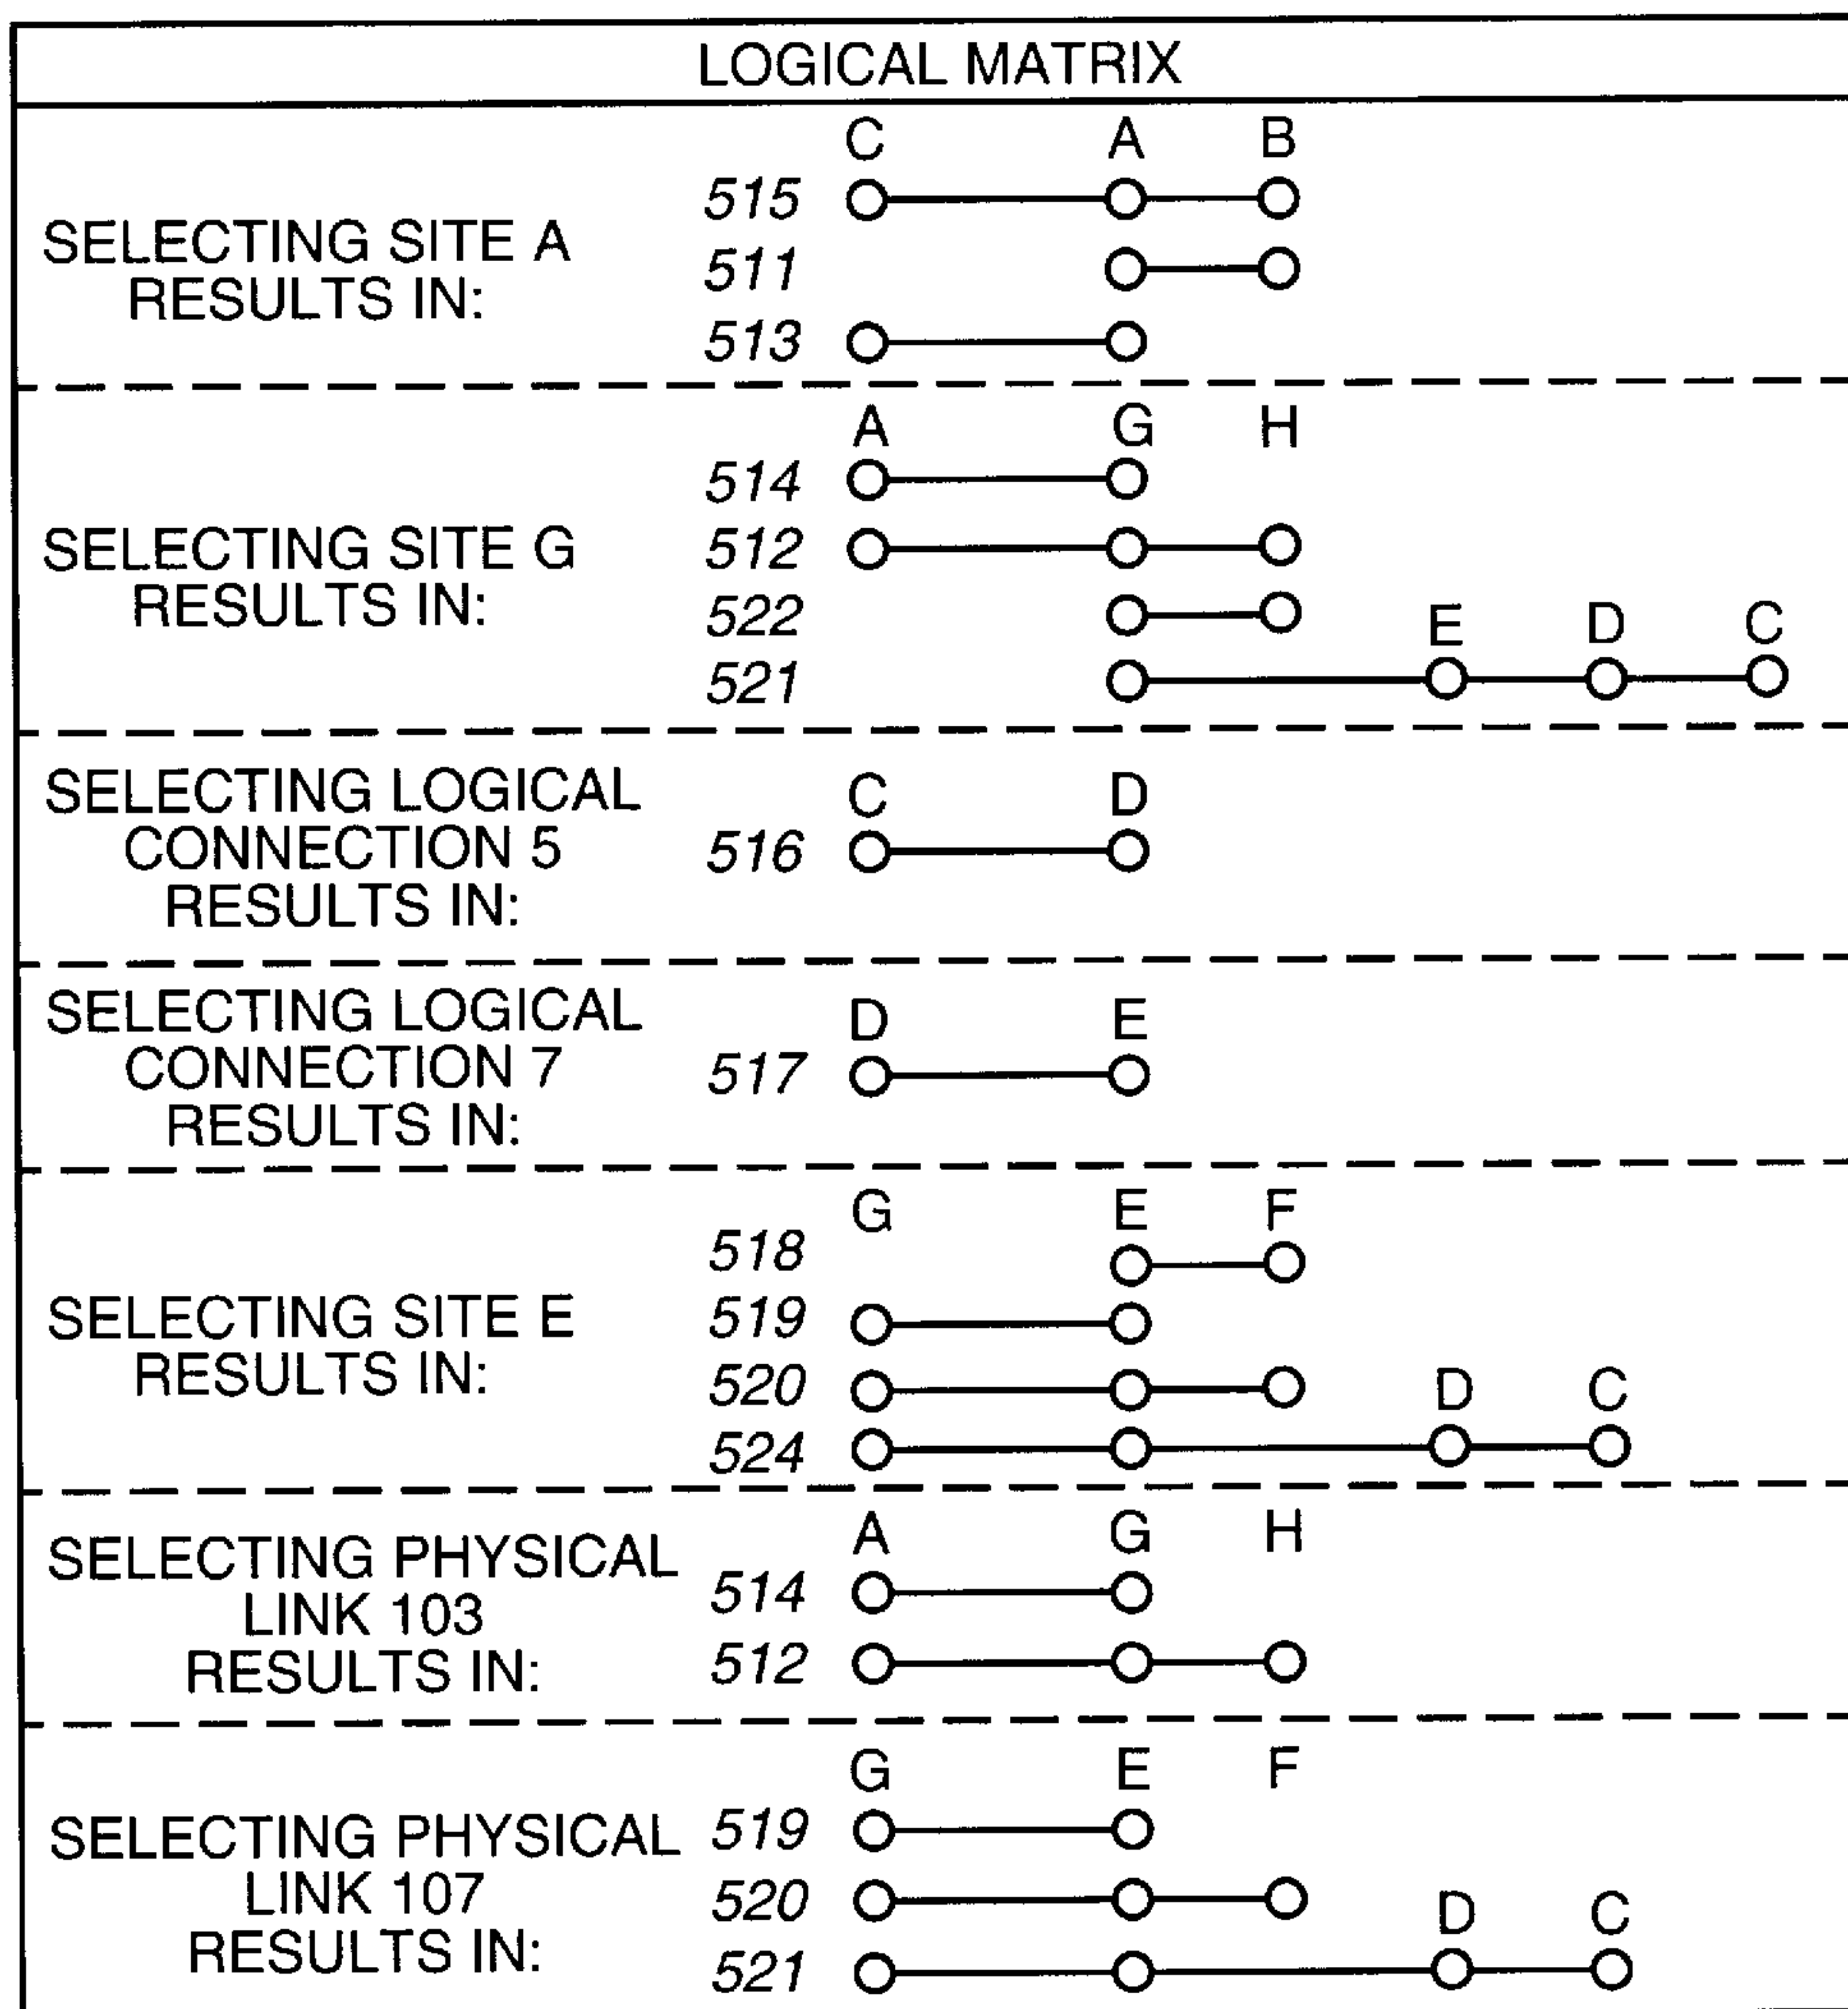 LOGICAL MATRIX
C A B
515
SELECTING SITE A
RESULTS IN:
511
513
A G H
514
SELECTING SITE G
RESULTS IN:
512
522
E D C
521
SELECTING LOGICAL
CONNECTION 5
RESULTS IN:
C D
516
SELECTING LOGICAL
CONNECTION 7
RESULTS IN:
D E
517
G E F
518
SELECTING SITE E
RESULTS IN:
519
520
D C
524
SELECTING PHYSICAL
LINK 103
RESULTS IN:
A G H
514
512
G E F
SELECTING PHYSICAL
LINK 107
RESULTS IN:
519
520
D C
521